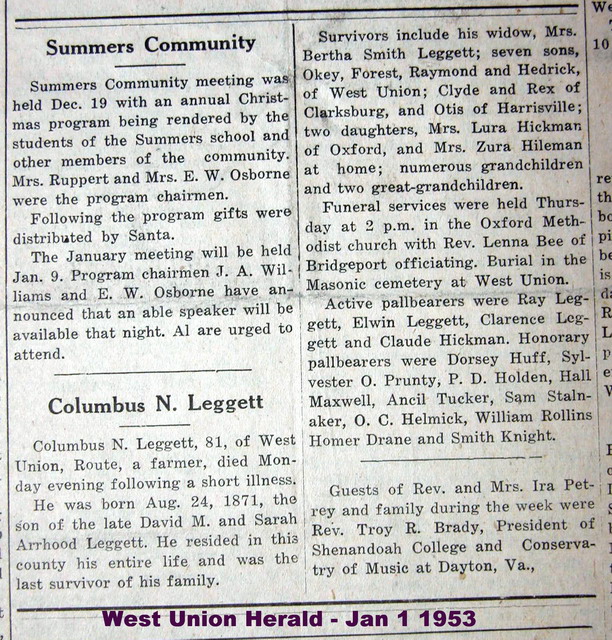 Summers Community
Summers Community meeting was
held Dec. 19 with an annual Christ-
mas program being rendered by the
students of the Summers school and
other members of the community.
Mrs. Ruppert and Mrs. E. W. Osborne
were the program chairmen.
Following the program gifts were
distributed by Santa.
The January meeting will be held
Jan. 9. Program chairmen J. A. Wil-
liams and E. W. Osborne have an-
nounced that an able speaker will be
available that night. Al are urged to
attend.
Columbus N. Leggett
Columbus N. Leggett, 81, of West
Union, Route, a farmer, died Mon-
day evening following a short illness.
He was born Aug. 24, 1871, the
son of the late David M. and Sarah
Arrhood Leggett. He resided in this
county his entire life and was the
last survivor of his family.
Survivors include his widow, Mrs.
Bertha Smith Leggett; seven sons,
Okey, Forest, Raymond and Hedrick,
of West Union; Clyde and Rex of
Clarksburg, and Otis of Harrisville;
two daughters, Mrs. Lura Hickman
of Oxford, and Mrs. Zura Hileman
at home; numerous grandchildren
and two great-grandchildren.
Funeral services were held Thurs-
day at 2 p.m. in the Oxford Meth-
odist church with Rev. Lenna Bee of
Bridgeport officiating. Burial in the
Masonic cemetery at West Union.
Active pallbearers were Ray Leg-
gett, Elwin Leggett, Clarence Leg-
gett and Claude Hickman. Honorary
pallbearers were Dorsey Huff, Syl-
vester O. Prunty, P. D. Holden, Hall
Maxwell, Ancil Tucker, Sam Staln-
aker, O. C. Helmick, William Rollins
Homer Drane and Smith Knight.
Guests of Rev. and Mrs. Ira Pet-
rey and family during the week were
Rev. Troy R. Brady, President of
Shenandoah College and Conserva-
tory of Music at Dayton, Va.,
West Union Herald - Jan 1 1953